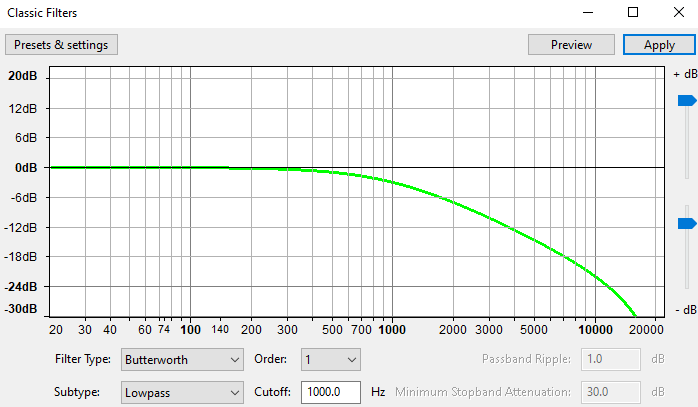 Classic Filters
Presets & settings Preview Apply
20dB + dB
12dB
6dB
0dB
-6dB
-12dB
-18dB
-24dB
-30dB - dB
20 30 40 60 74 100 140 200 300 400 500 700 1000 2000 3000 5000 10000 20000
Filter Type: Butterworth Order: 1 Passband Ripple: 1.0 dB
Subtype: Lowpass Cutoff: 1000.0 Hz Minimum Stopband Attenuation: 30.0 dB